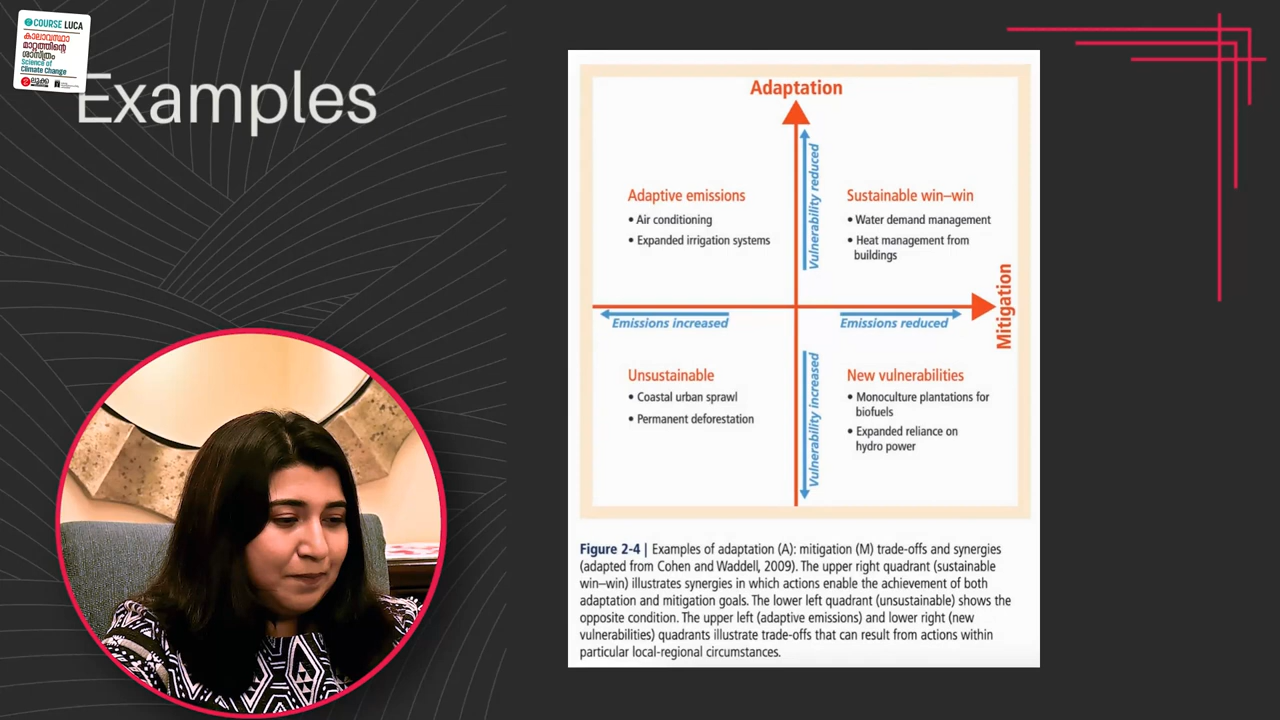 COURSE LUCA
കാലാവസ്ഥാ
മാറ്റത്തിന്റെ
ശാസ്ത്രം
Science of
Climate Change
ലൂക്ക
Examples
Adaptation
Vulnerability reduced
Adaptive emissions
• Air conditioning
• Expanded irrigation systems
Sustainable win–win
• Water demand management
• Heat management from
buildings
Mitigation
Emissions increased
Emissions reduced
Unsustainable
• Coastal urban sprawl
• Permanent deforestation
Vulnerability increased
New vulnerabilities
• Monoculture plantations for
biofuels
• Expanded reliance on
hydro power
Figure 2-4 | Examples of adaptation (A): mitigation (M) trade-offs and synergies
(adapted from Cohen and Waddell, 2009). The upper right quadrant (sustainable
win–win) illustrates synergies in which actions enable the achievement of both
adaptation and mitigation goals. The lower left quadrant (unsustainable) shows the
opposite condition. The upper left (adaptive emissions) and lower right (new
vulnerabilities) quadrants illustrate trade-offs that can result from actions within
particular local-regional circumstances.